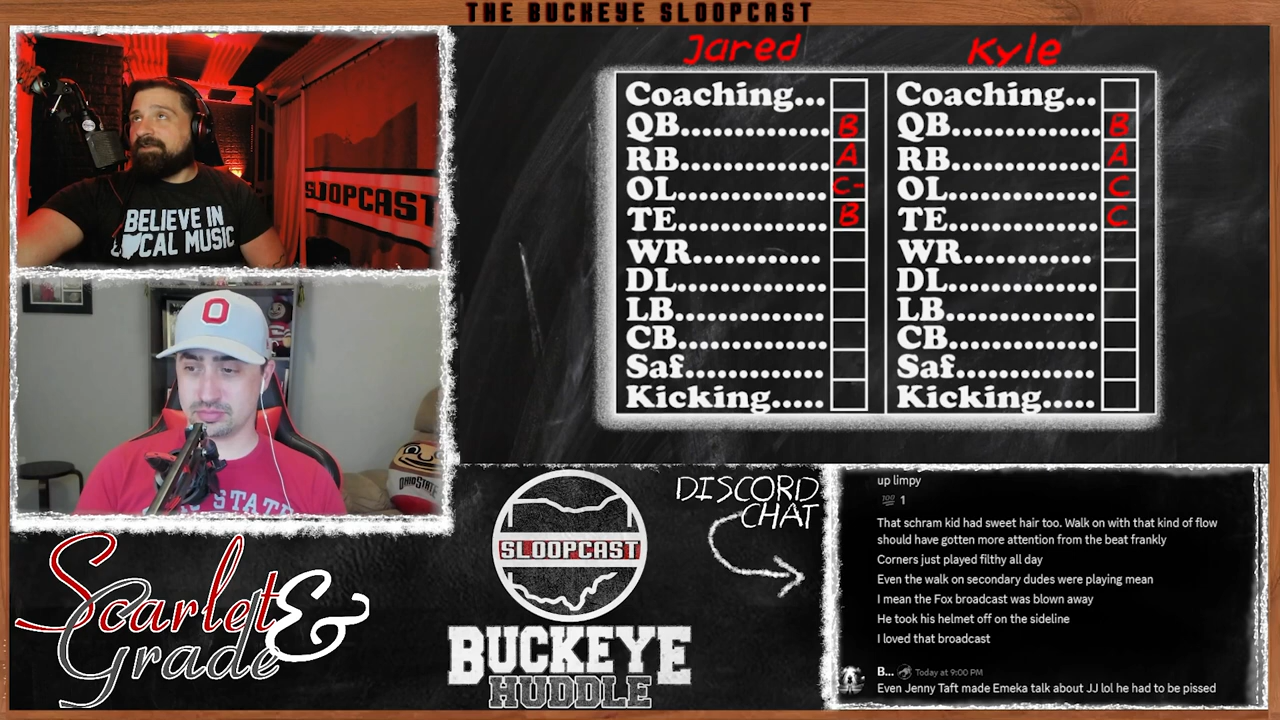 THE BUCKEYE SLOOPCAST
Jared
Kyle
Coaching...
QB.............. B
RB.............. A
OL.............. C-
TE.............. B
WR............
DL..............
LB..............
CB..............
Saf.............
Kicking.....
Coaching...
QB.............. B
RB.............. A
OL.............. C
TE.............. C
WR............
DL..............
LB..............
CB..............
Saf.............
Kicking.....
SLOOPCAST
BELIEVE IN
LOCAL MUSIC
O
STATE
OHIO STATE
DISCORD
CHAT
SLOOPCAST
BUCKEYE
HUDDLE
Scarlet &
Grade
up limpy
100 1
That schram kid had sweet hair too. Walk on with that kind of flow
should have gotten more attention from the beat frankly
Corners just played filthy all day
Even the walk on secondary dudes were playing mean
I mean the Fox broadcast was blown away
He took his helmet off on the sideline
I loved that broadcast
B... Today at 9:00 PM
Even Jenny Taft made Emeka talk about JJ lol he had to be pissed